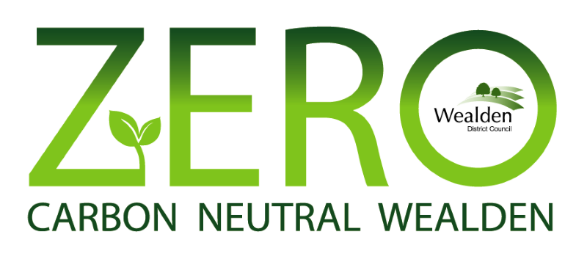 ZERO
Wealden
District Council
CARBON NEUTRAL WEALDEN